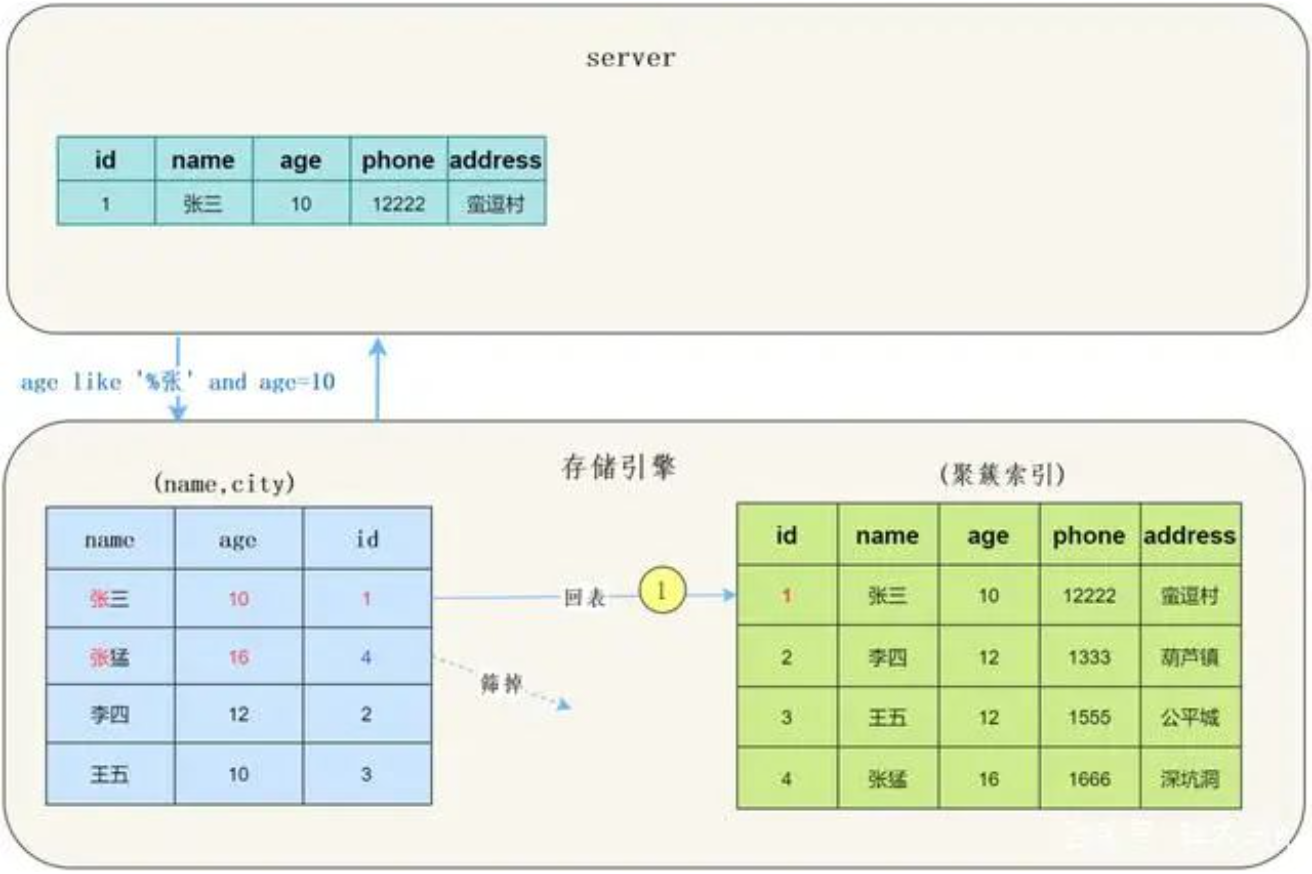 server
id name age phone address
1 张三 10 12222 蛮逗村
age like '%张' and age=10
存储引擎
(name,city)
(聚簇索引)
name age id
张三 10 1
张猛 16 4
李四 12 2
王五 10 3
回表
1
筛掉
id name age phone address
1 张三 10 12222 蛮逗村
2 李四 12 1333 葫芦镇
3 王五 12 1555 公平城
4 张猛 16 1666 深坑洞